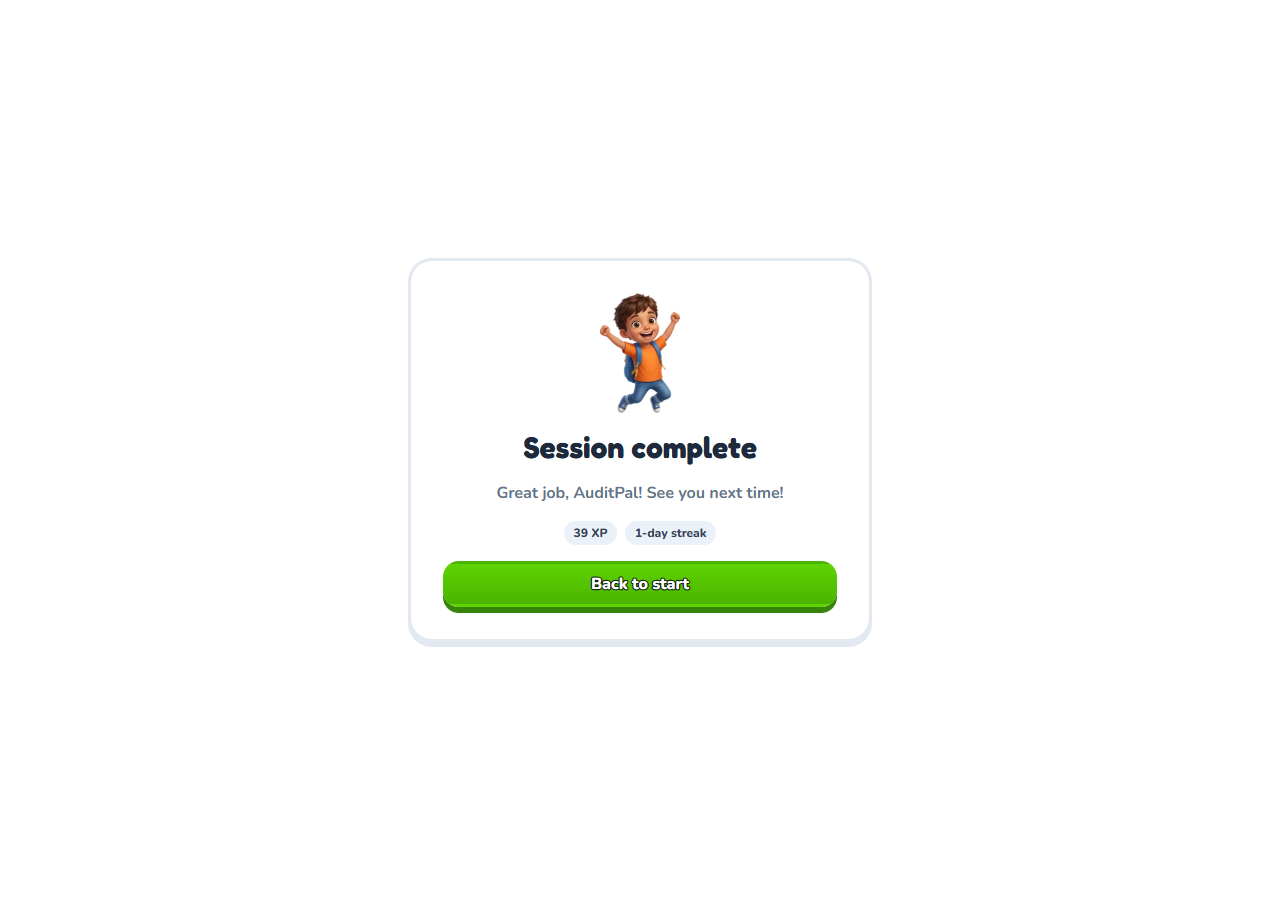 Session complete
Great job, AuditPal! See you next time!
39 XP 1-day streak
Back to start